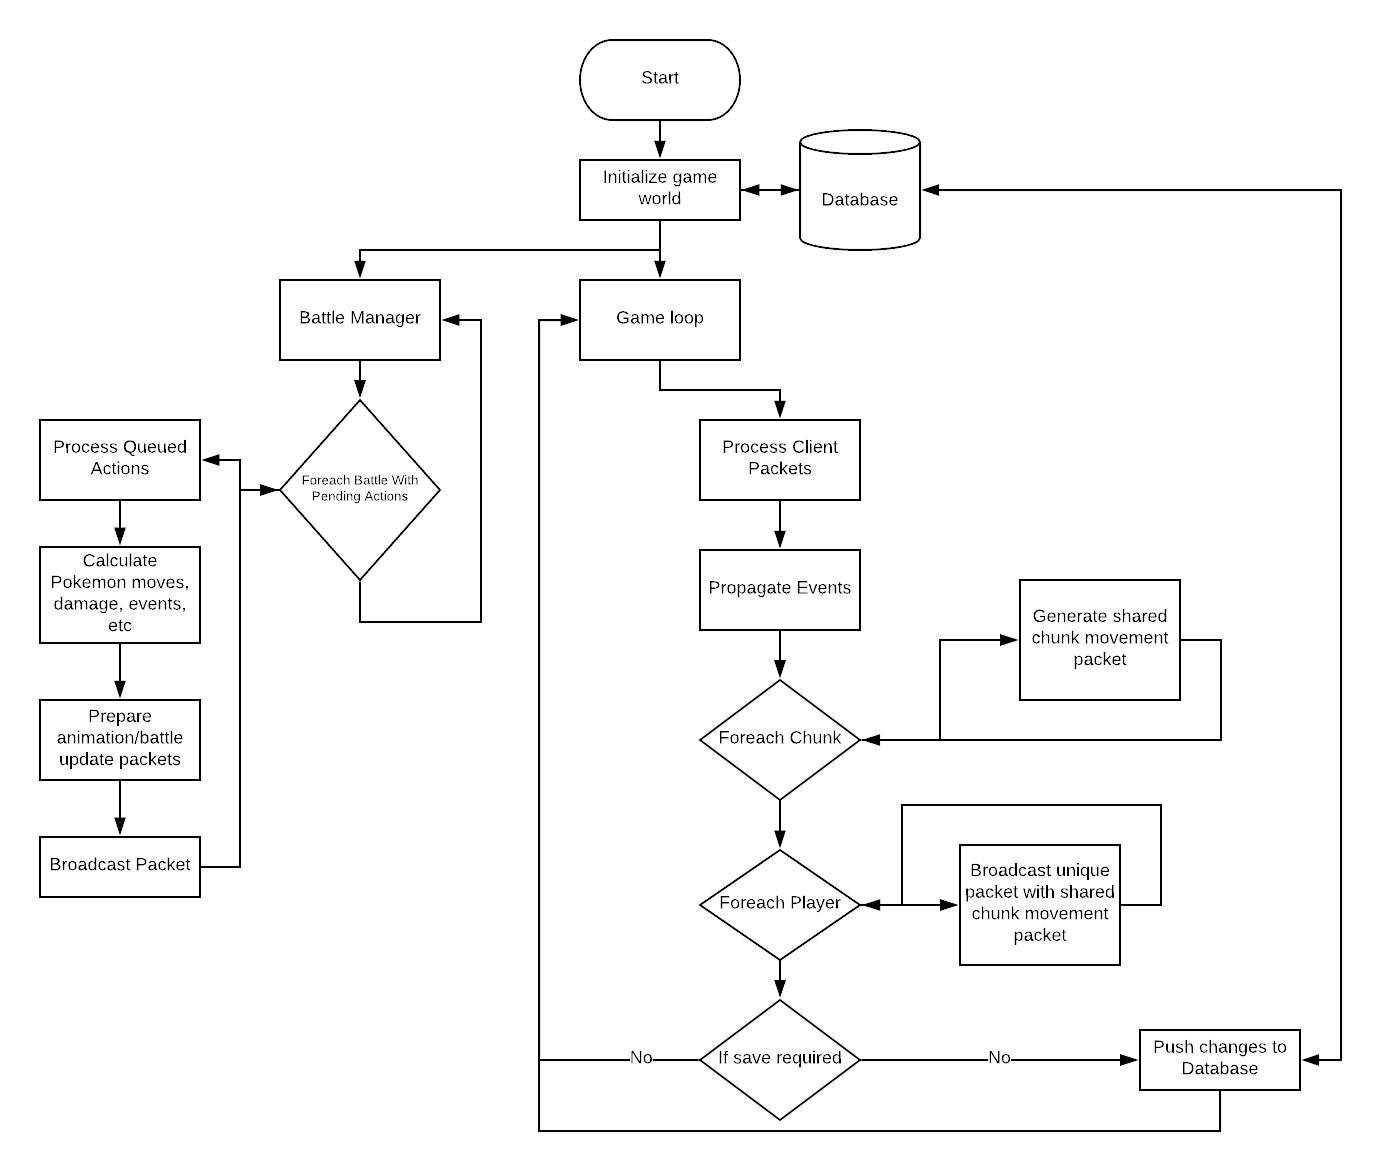 Start
Initialize game
world
Database
Battle Manager
Game loop
Process Queued
Actions
Foreach Battle With
Pending Actions
Process Client
Packets
Calculate
Pokemon moves,
damage, events,
etc
Propagate Events
Generate shared
chunk movement
packet
Prepare
animation/battle
update packets
Foreach Chunk
Broadcast Packet
Foreach Player
Broadcast unique
packet with shared
chunk movement
packet
No
If save required
No
Push changes to
Database